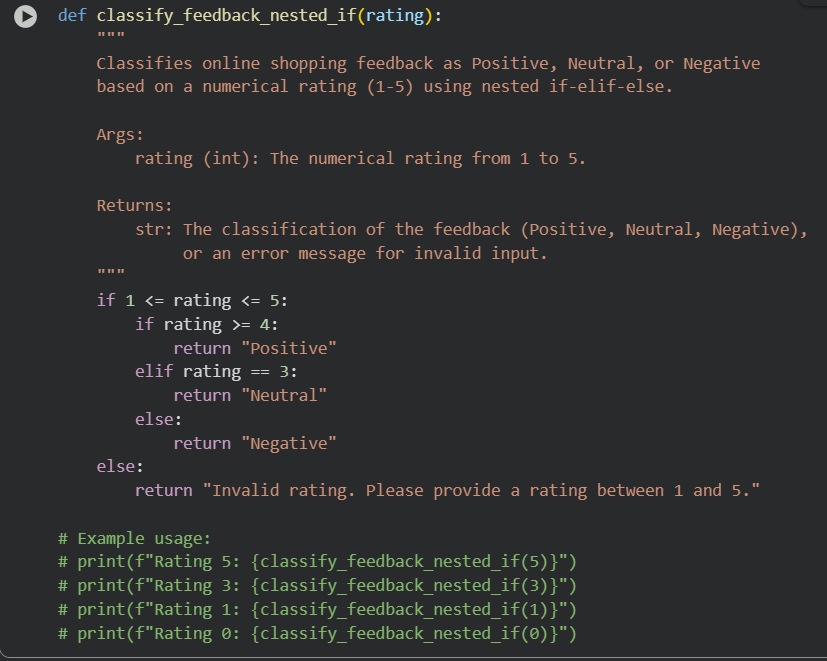 def classify_feedback_nested_if(rating):
    """
    Classifies online shopping feedback as Positive, Neutral, or Negative
    based on a numerical rating (1-5) using nested if-elif-else.

    Args:
        rating (int): The numerical rating from 1 to 5.

    Returns:
        str: The classification of the feedback (Positive, Neutral, Negative),
             or an error message for invalid input.
    """
    if 1 <= rating <= 5:
        if rating >= 4:
            return "Positive"
        elif rating == 3:
            return "Neutral"
        else:
            return "Negative"
    else:
        return "Invalid rating. Please provide a rating between 1 and 5."

# Example usage:
# print(f"Rating 5: {classify_feedback_nested_if(5)}")
# print(f"Rating 3: {classify_feedback_nested_if(3)}")
# print(f"Rating 1: {classify_feedback_nested_if(1)}")
# print(f"Rating 0: {classify_feedback_nested_if(0)}")